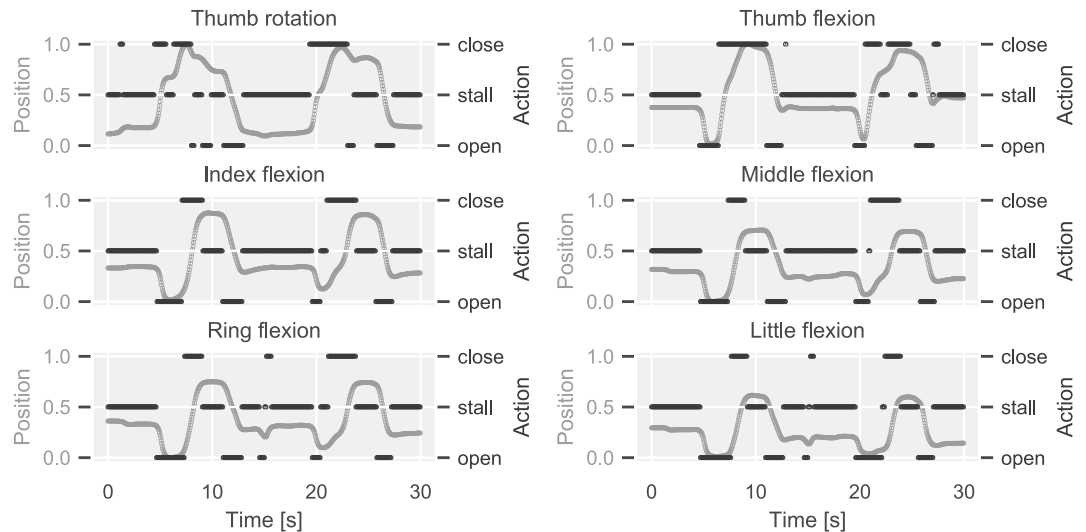 Thumb rotation
Thumb flexion
1.0 close 1.0 close
Position 0.5 stall Action Position 0.5 stall Action
0.0 open 0.0 open
Index flexion
Middle flexion
1.0 close 1.0 close
Position 0.5 stall Action Position 0.5 stall Action
0.0 open 0.0 open
Ring flexion
Little flexion
1.0 close 1.0 close
Position 0.5 stall Action Position 0.5 stall Action
0.0 open 0.0 open
0 10 20 30 0 10 20 30
Time [s] Time [s]